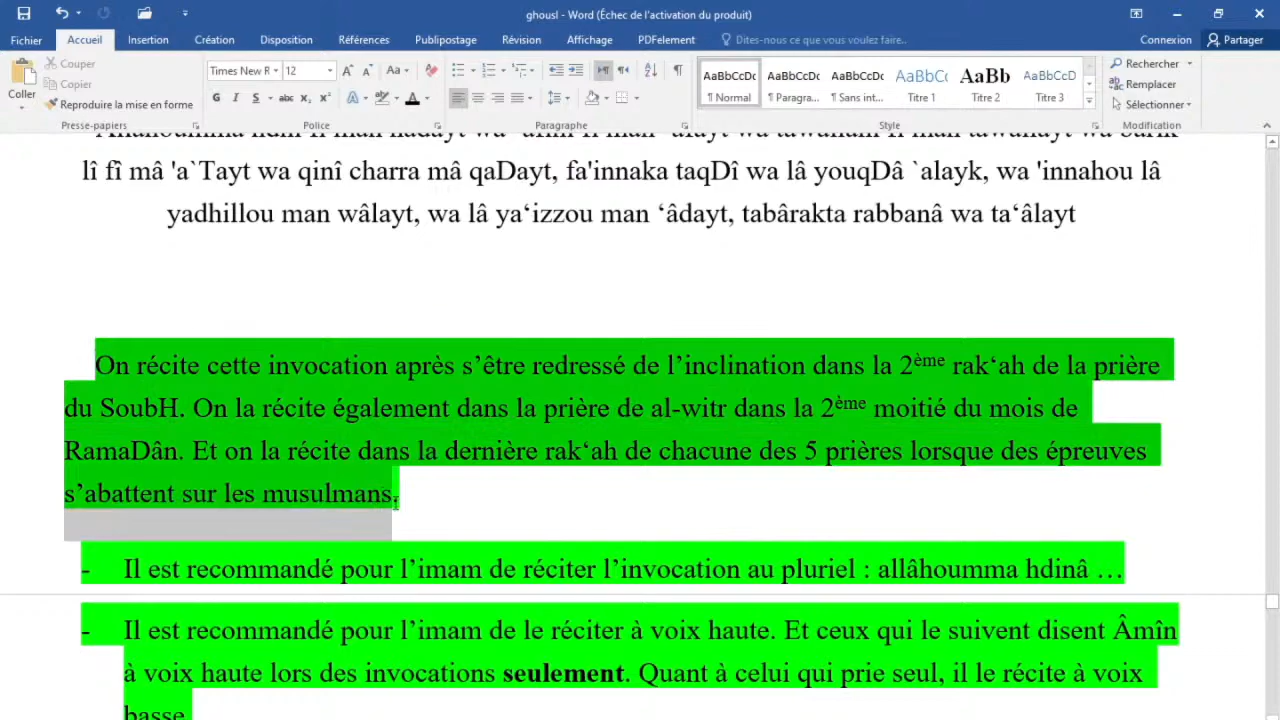 ghousl - Word (Échec de l'activation du produit)
Fichier Accueil Insertion Création Disposition Références Publipostage Révision Affichage PDFelement Dites-nous ce que vous voulez faire.. Connexion Partager
Coller
Couper
Copier
Reproduire la mise en forme
Presse-papiers
Times New R 12 Aa
G I S abc x₂ x² A A
Police
Paragraphe
AaBbCcDc AaBbCcDc AaBbCcDc AaBbCc AaBb AaBbCcD
¶ Normal ¶ Paragra... ¶ Sans int... Titre 1 Titre 2 Titre 3
Style
Rechercher
Remplacer
Sélectionner
Modification
lî fî mâ 'a`Tayt wa qinî charra mâ qaDayt, fa'innaka taqDî wa lâ youqDâ `alayk, wa 'innahou lâ
yadhillou man wâlayt, wa lâ ya‘izzou man ‘âdayt, tabârakta rabbanâ wa ta‘âlayt
On récite cette invocation après s’être redressé de l’inclination dans la 2ème rak‘ah de la prière
du SoubH. On la récite également dans la prière de al-witr dans la 2ème moitié du mois de
RamaDân. Et on la récite dans la dernière rak‘ah de chacune des 5 prières lorsque des épreuves
s’abattent sur les musulmans.
- Il est recommandé pour l’imam de réciter l’invocation au pluriel : allâhoumma hdinâ …
- Il est recommandé pour l’imam de le réciter à voix haute. Et ceux qui le suivent disent Âmîn
à voix haute lors des invocations seulement. Quant à celui qui prie seul, il le récite à voix
basse